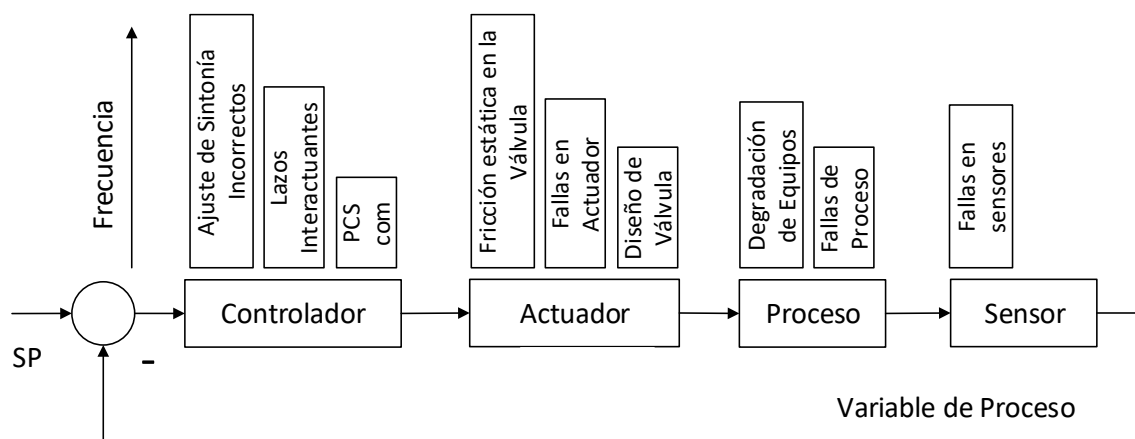 Frecuencia
Ajuste de Sintonía
Incorrectos
Lazos
Interactuantes
PCS
com
Fricción estática en la
Válvula
Fallas en
Actuador
Diseño de
Válvula
Degradación
de Equipos
Fallas de
Proceso
Fallas en
sensores
Controlador
Actuador
Proceso
Sensor
SP
-
Variable de Proceso